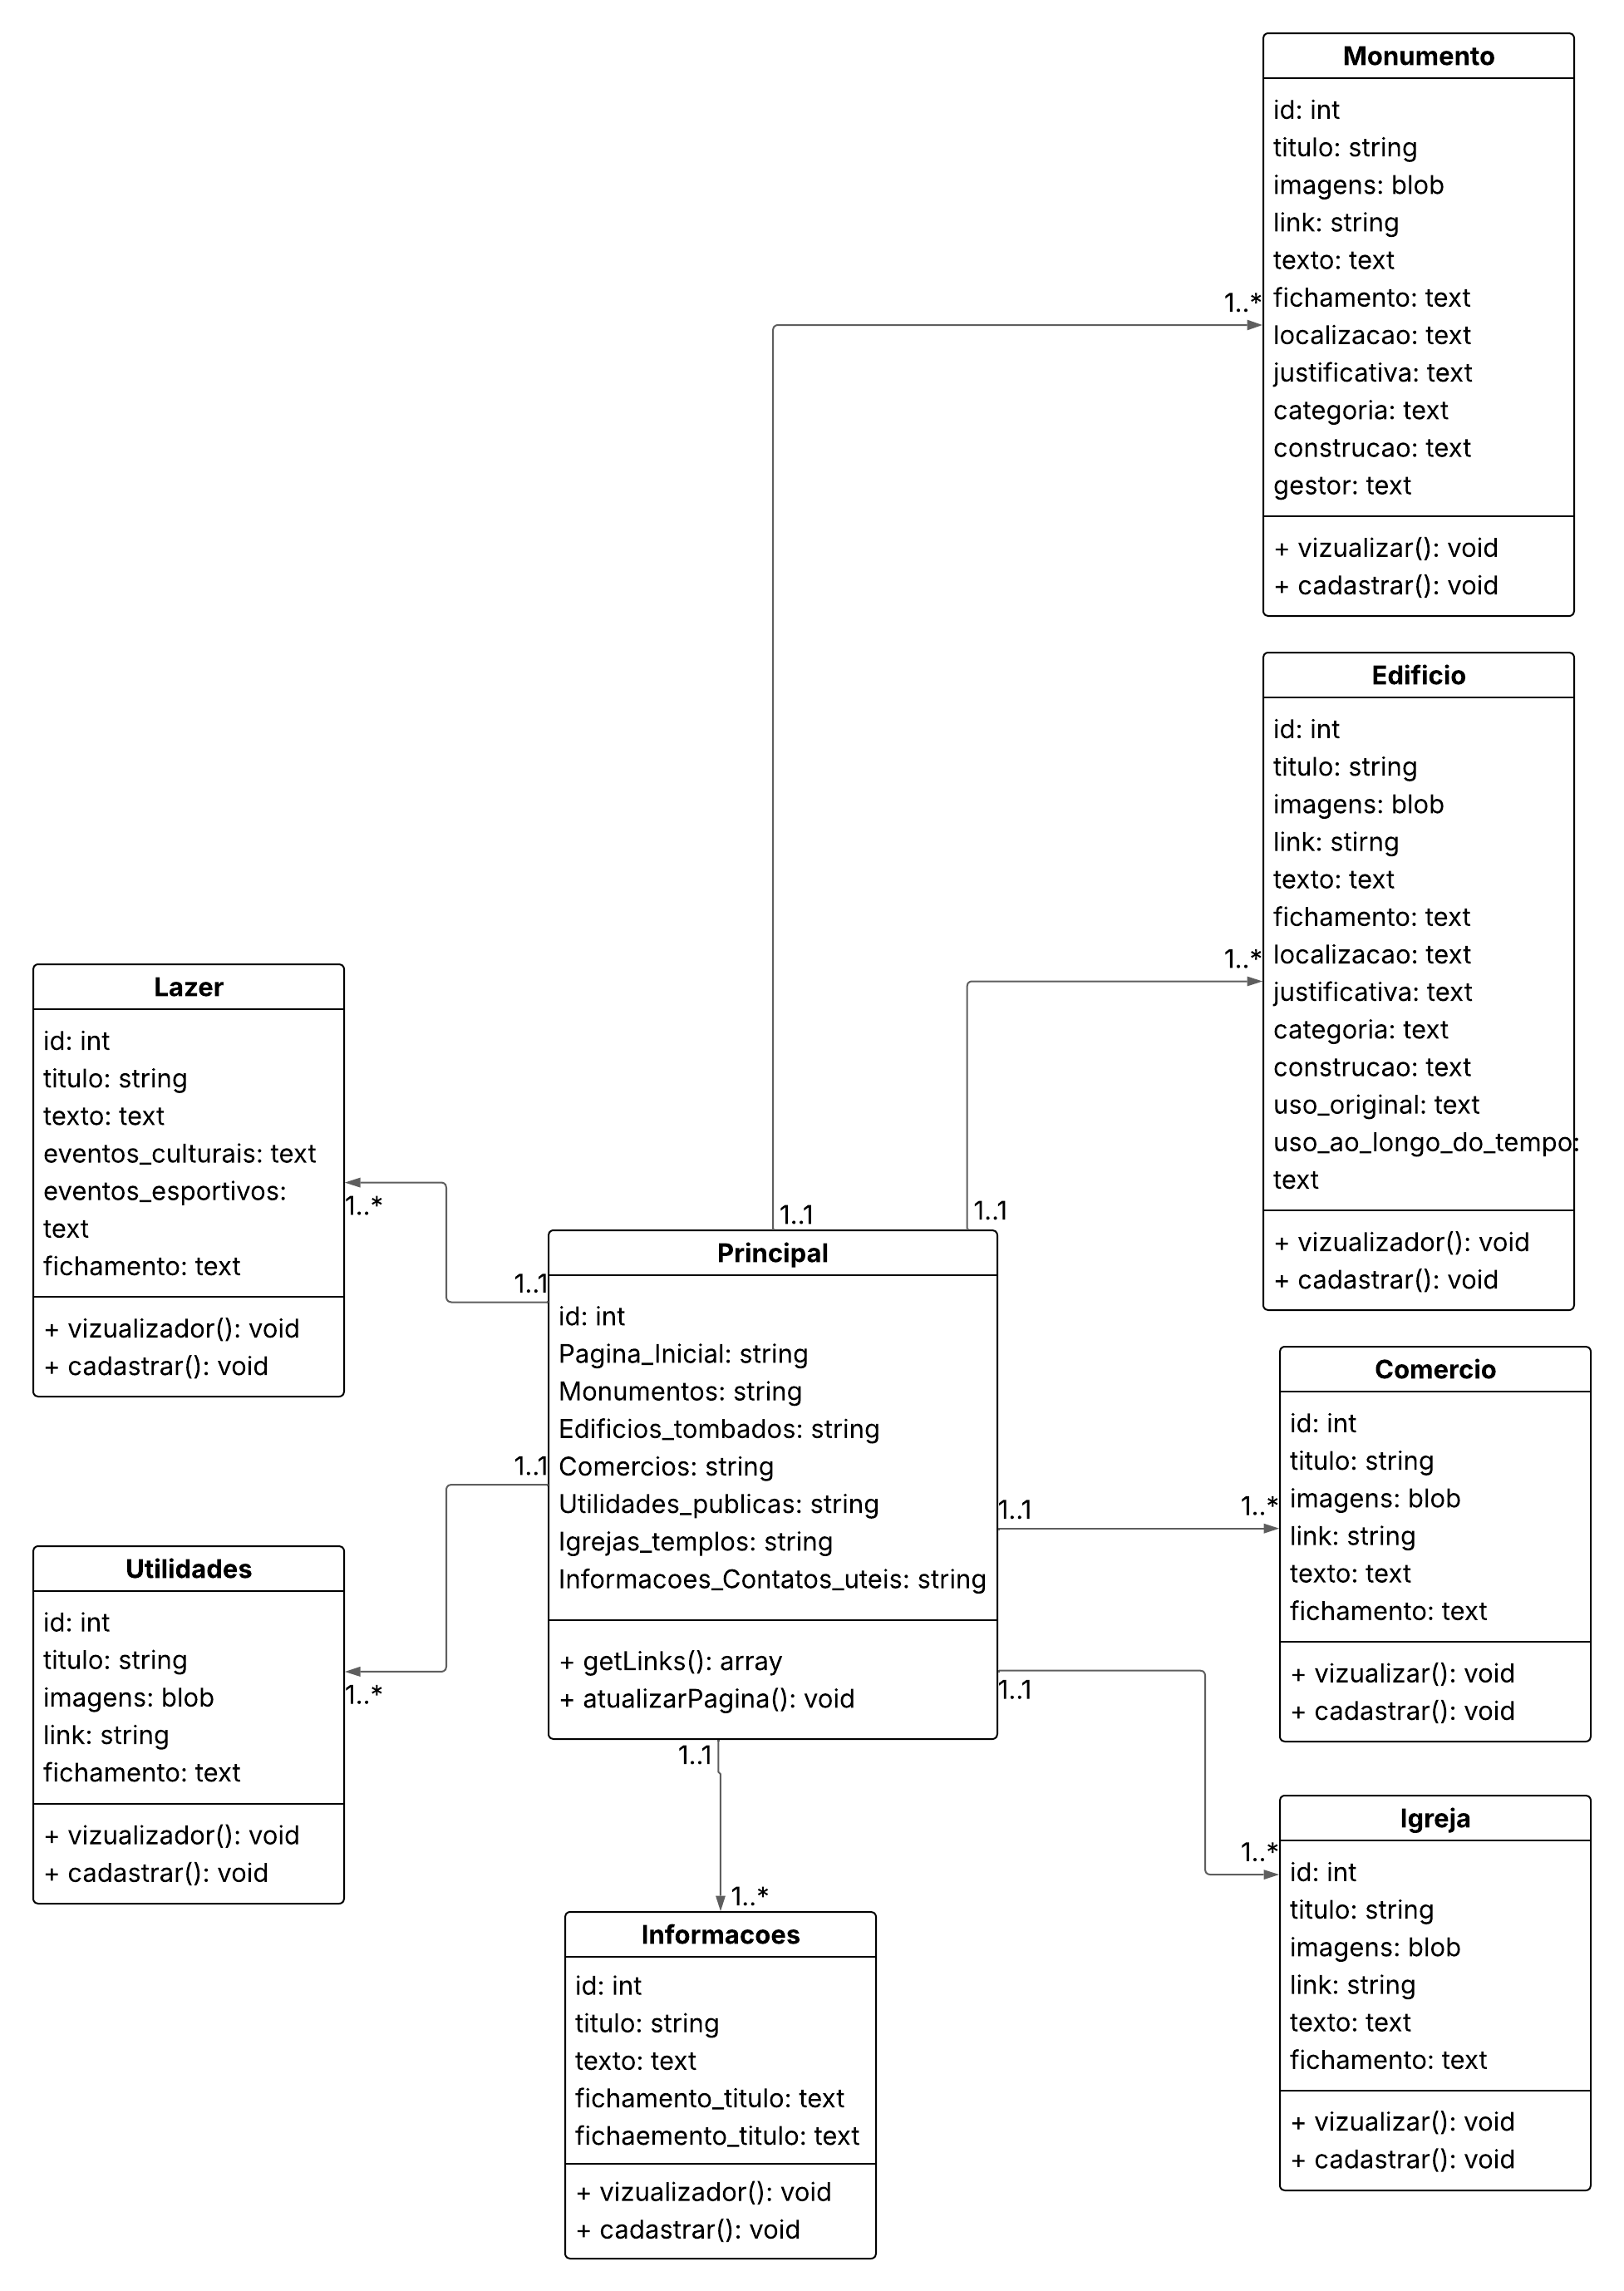 Monumento
id: int
titulo: string
imagens: blob
link: string
texto: text
fichamento: text
localizacao: text
justificativa: text
categoria: text
construcao: text
gestor: text
+ vizualizar(): void
+ cadastrar(): void
1..*
Edificio
id: int
titulo: string
imagens: blob
link: stirng
texto: text
fichamento: text
localizacao: text
justificativa: text
categoria: text
construcao: text
uso_original: text
uso_ao_longo_do_tempo:
text
+ vizualizador(): void
+ cadastrar(): void
1..*
Lazer
id: int
titulo: string
texto: text
eventos_culturais: text
eventos_esportivos:
text
fichamento: text
+ vizualizador(): void
+ cadastrar(): void
1..*
1..1
1..1
1..1
Principal
id: int
Pagina_Inicial: string
Monumentos: string
Edificios_tombados: string
Comercios: string
Utilidades_publicas: string
Igrejas_templos: string
Informacoes_Contatos_uteis: string
+ getLinks(): array
+ atualizarPagina(): void
1..1
1..1
1..1
1..1
1..*
Comercio
id: int
titulo: string
imagens: blob
link: string
texto: text
fichamento: text
+ vizualizar(): void
+ cadastrar(): void
Utilidades
id: int
titulo: string
imagens: blob
link: string
fichamento: text
+ vizualizador(): void
+ cadastrar(): void
1..*
1..*
Igreja
id: int
titulo: string
imagens: blob
link: string
texto: text
fichamento: text
+ vizualizar(): void
+ cadastrar(): void
1..*
Informacoes
id: int
titulo: string
texto: text
fichamento_titulo: text
fichaemento_titulo: text
+ vizualizador(): void
+ cadastrar(): void